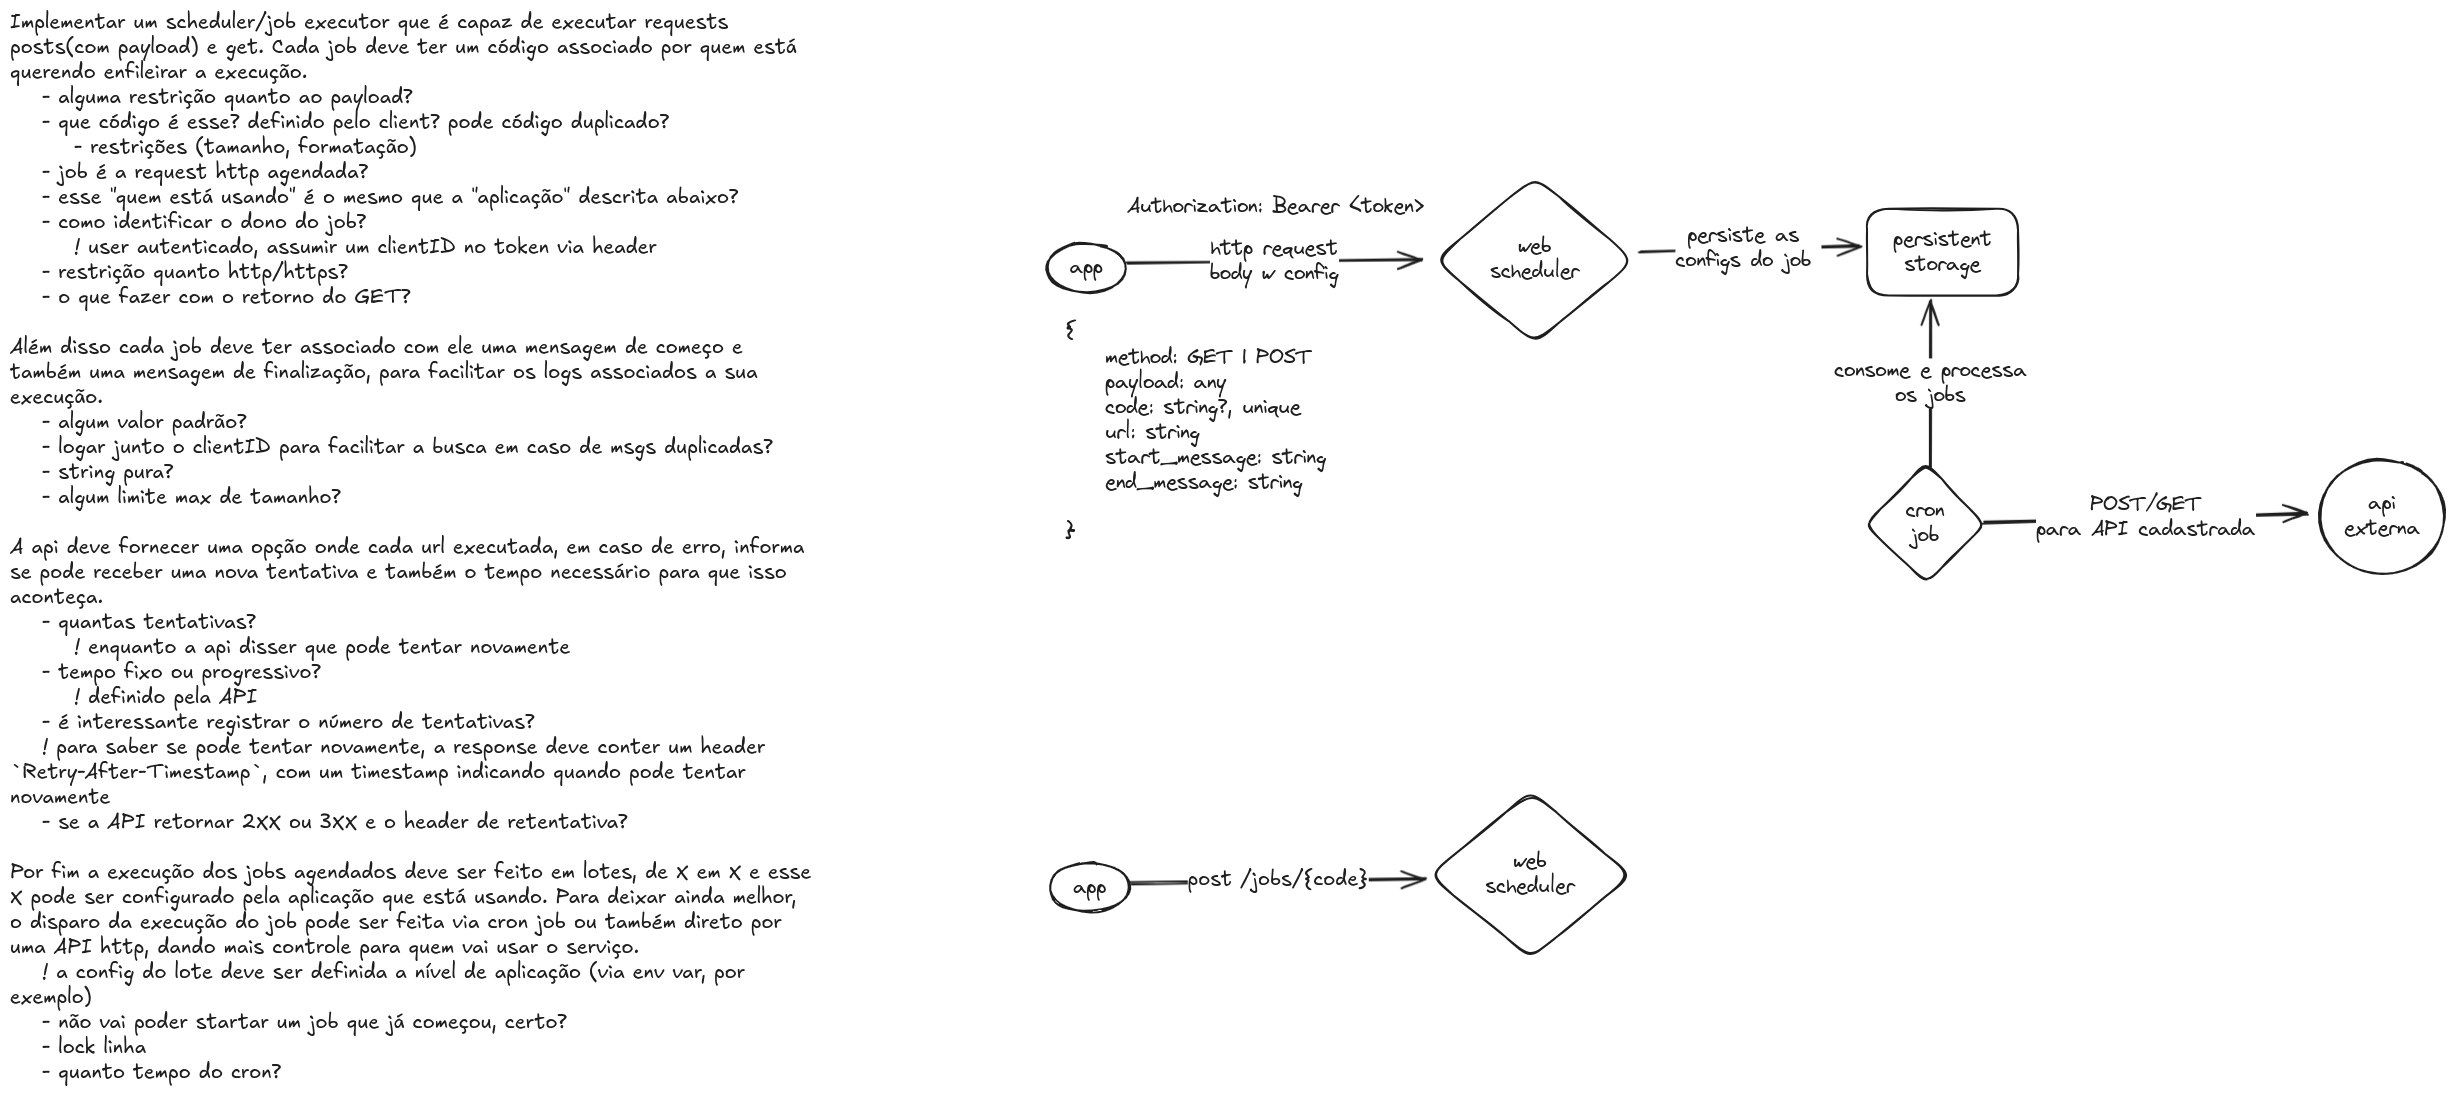 Implementar um scheduler/job executor que é capaz de executar requests
posts(com payload) e get. Cada job deve ter um código associado por quem está
querendo enfileirar a execução.
- alguma restrição quanto ao payload?
- que código é esse? definido pelo client? pode código duplicado?
- restrições (tamanho, formatação)
- job é a request http agendada?
- esse "quem está usando" é o mesmo que a "aplicação" descrita abaixo?
- como identificar o dono do job?
! user autenticado, assumir um clientID no token via header
- restrição quanto http/https?
- o que fazer com o retorno do GET?
Além disso cada job deve ter associado com ele uma mensagem de começo e
também uma mensagem de finalização, para facilitar os logs associados a sua
execução.
- algum valor padrão?
- logar junto o clientID para facilitar a busca em caso de msgs duplicadas?
- string pura?
- algum limite max de tamanho?
A api deve fornecer uma opção onde cada url executada, em caso de erro, informa
se pode receber uma nova tentativa e também o tempo necessário para que isso
aconteça.
- quantas tentativas?
! enquanto a api disser que pode tentar novamente
- tempo fixo ou progressivo?
! definido pela API
- é interessante registrar o número de tentativas?
! para saber se pode tentar novamente, a response deve conter um header
`Retry-After-Timestamp`, com um timestamp indicando quando pode tentar
novamente
- se a API retornar 2XX ou 3XX e o header de retentativa?
Por fim a execução dos jobs agendados deve ser feito em lotes, de X em X e esse
X pode ser configurado pela aplicação que está usando. Para deixar ainda melhor,
o disparo da execução do job pode ser feita via cron job ou também direto por
uma API http, dando mais controle para quem vai usar o serviço.
! a config do lote deve ser definida a nível de aplicação (via env var, por
exemplo)
- não vai poder startar um job que já começou, certo?
- lock linha
- quanto tempo do cron?
Authorization: Bearer <token>
app
http request
body w config
web
scheduler
persiste as
configs do job
persistent
storage
{
method: GET | POST
payload: any
code: string?, unique
url: string
start_message: string
end_message: string
}
consome e processa
os jobs
cron
job
POST/GET
para API cadastrada
api
externa
app
post /jobs/{code}
web
scheduler